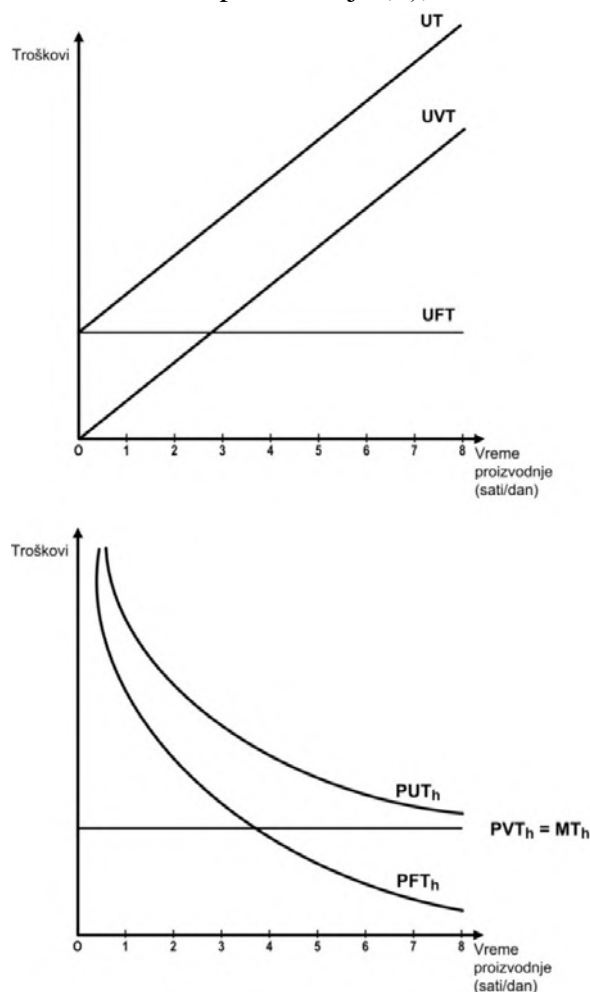 UT
Troškovi
UVT
UFT
O 1 2 3 4 5 6 7 8
Vreme
proizvodnje
(sati/dan)
Troškovi
PUTh
PVTh = MTh
PFTh
O 1 2 3 4 5 6 7 8
Vreme
proizvodnje
(sati/dan)